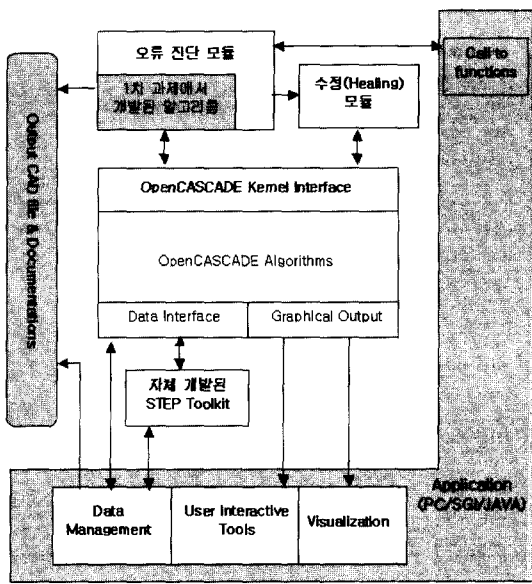 오류 진단 모듈
1차 과제에서
개발된 알고리즘
수정(Healing)
모듈
Call to
functions
Output CAD file & Documentations
OpenCASCADE Kernel Interface
OpenCASCADE Algorithms
Data Interface
Graphical Output
자체 개발된
STEP Toolkit
Application
(PC/SGI/JAVA)
Data
Management
User Interactive
Tools
Visualization